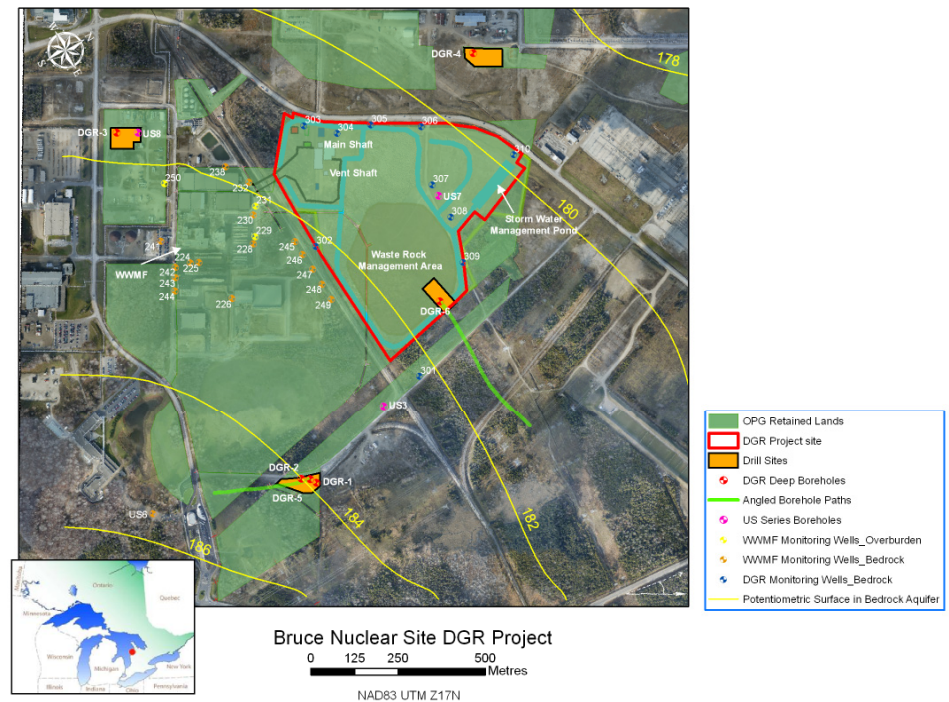 N
E
S
W
DGR-4
178
DGR-3
US8
303
304
305
306
310
Main Shaft
Vent Shaft
238
250
232
231
230
229
228
307
US7
308
180
Storm Water
Management Pond
241
224
225
242
243
244
WWMF
226
245
246
247
248
249
302
Waste Rock
Management Area
309
DGR-6
301
US3
DGR-2
DGR-1
DGR-5
184
182
US6
186
OPG Retained Lands
DGR Project site
Drill Sites
DGR Deep Boreholes
Angled Borehole Paths
US Series Boreholes
WWMF Monitoring Wells_Overburden
WWMF Monitoring Wells_Bedrock
DGR Monitoring Wells_Bedrock
Potentiometric Surface in Bedrock Aquifer
Ontario
Quebec
Minnesota
Wisconsin
Michigan
New York
Illinois
Indiana
Ohio
Pennsylvania
Bruce Nuclear Site DGR Project
0 125 250 500
Metres
NAD83 UTM Z17N